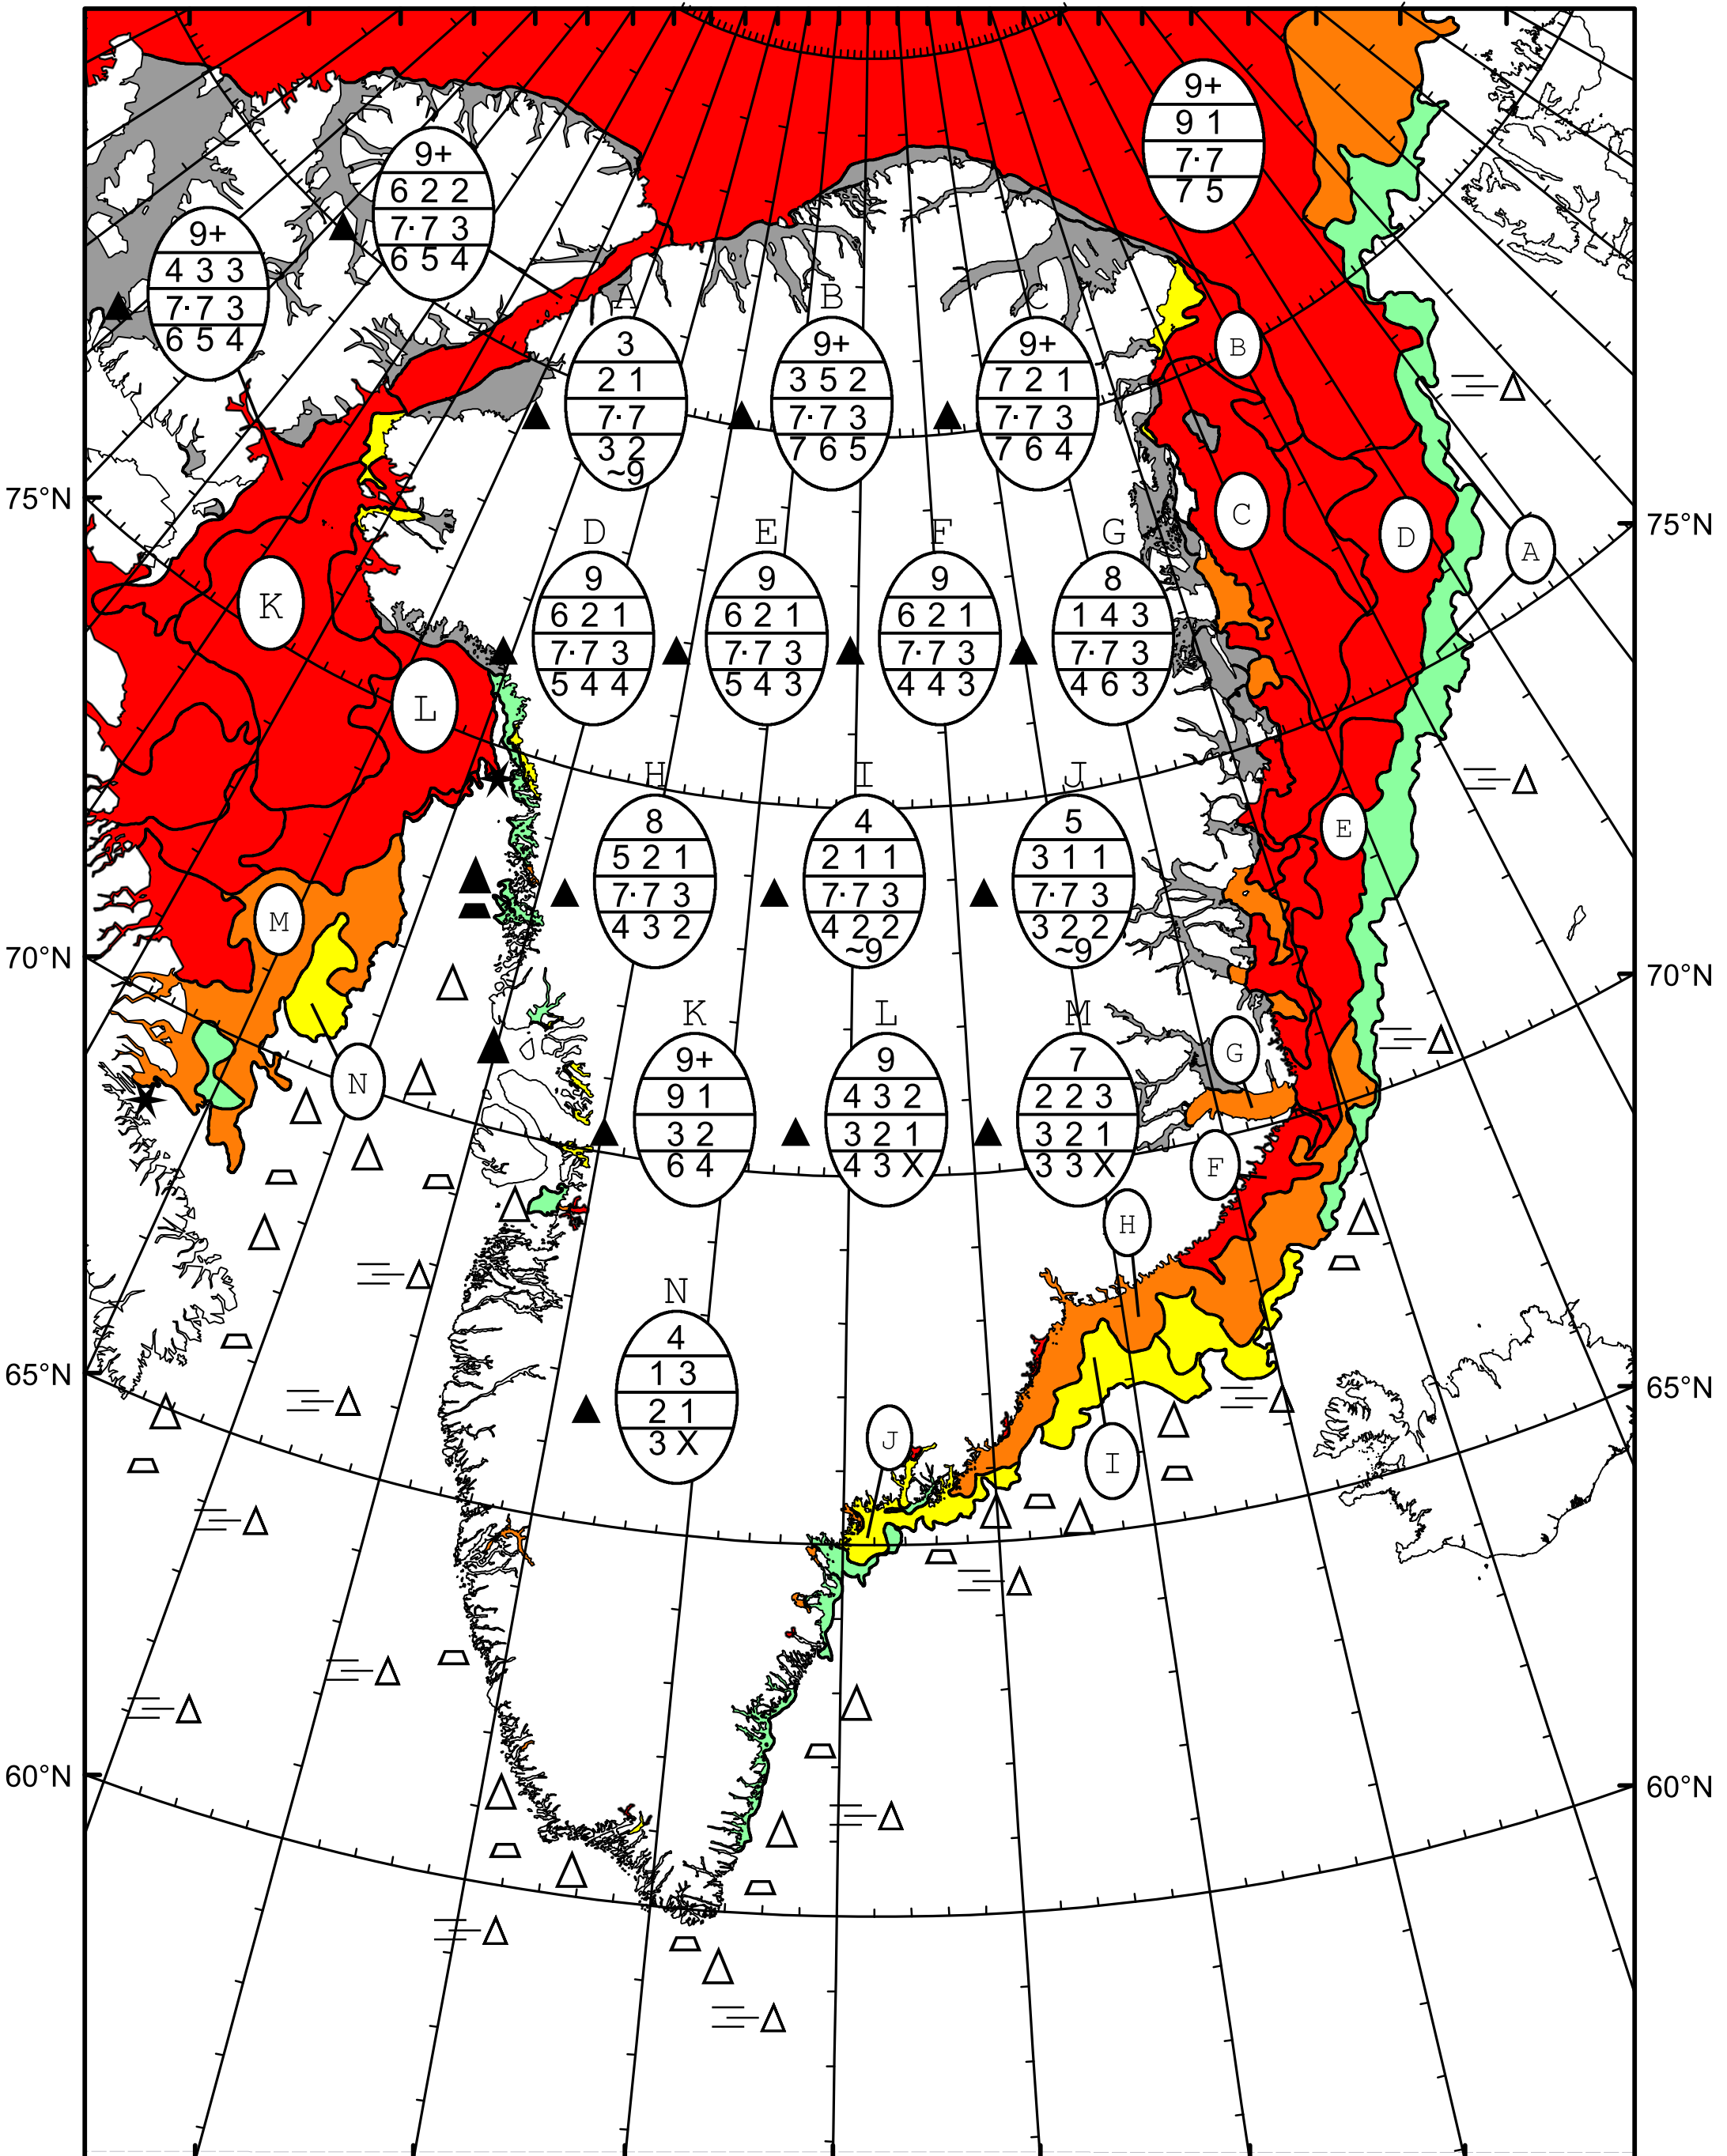 9+
9 1
7· 7
7 5
9+
6 2 2
7· 7 3
6 5 4
9+
4 3 3
7· 7 3
6 5 4
A
3
2 1
7· 7
3 2
~9
B
9+
3 5 2
7· 7 3
7 6 5
C
9+
7 2 1
7· 7 3
7 6 4
B
75°N
75°N
C
D
A
D
9
6 2 1
7· 7 3
5 4 4
E
9
6 2 1
7· 7 3
5 4 3
F
9
6 2 1
7· 7 3
4 4 3
G
8
1 4 3
7· 7 3
4 6 3
K
L
H
8
5 2 1
7· 7 3
4 3 2
I
4
2 1 1
7· 7 3
4 2 2
~9
J
5
3 1 1
7· 7 3
3 2 2
~9
E
M
70°N
70°N
K
9+
9 1
3 2
6 4
L
9
4 3 2
3 2 1
4 3 X
M
7
2 2 3
3 2 1
3 3 X
G
N
F
H
N
4
1 3
2 1
3 X
65°N
65°N
J
I
60°N
60°N